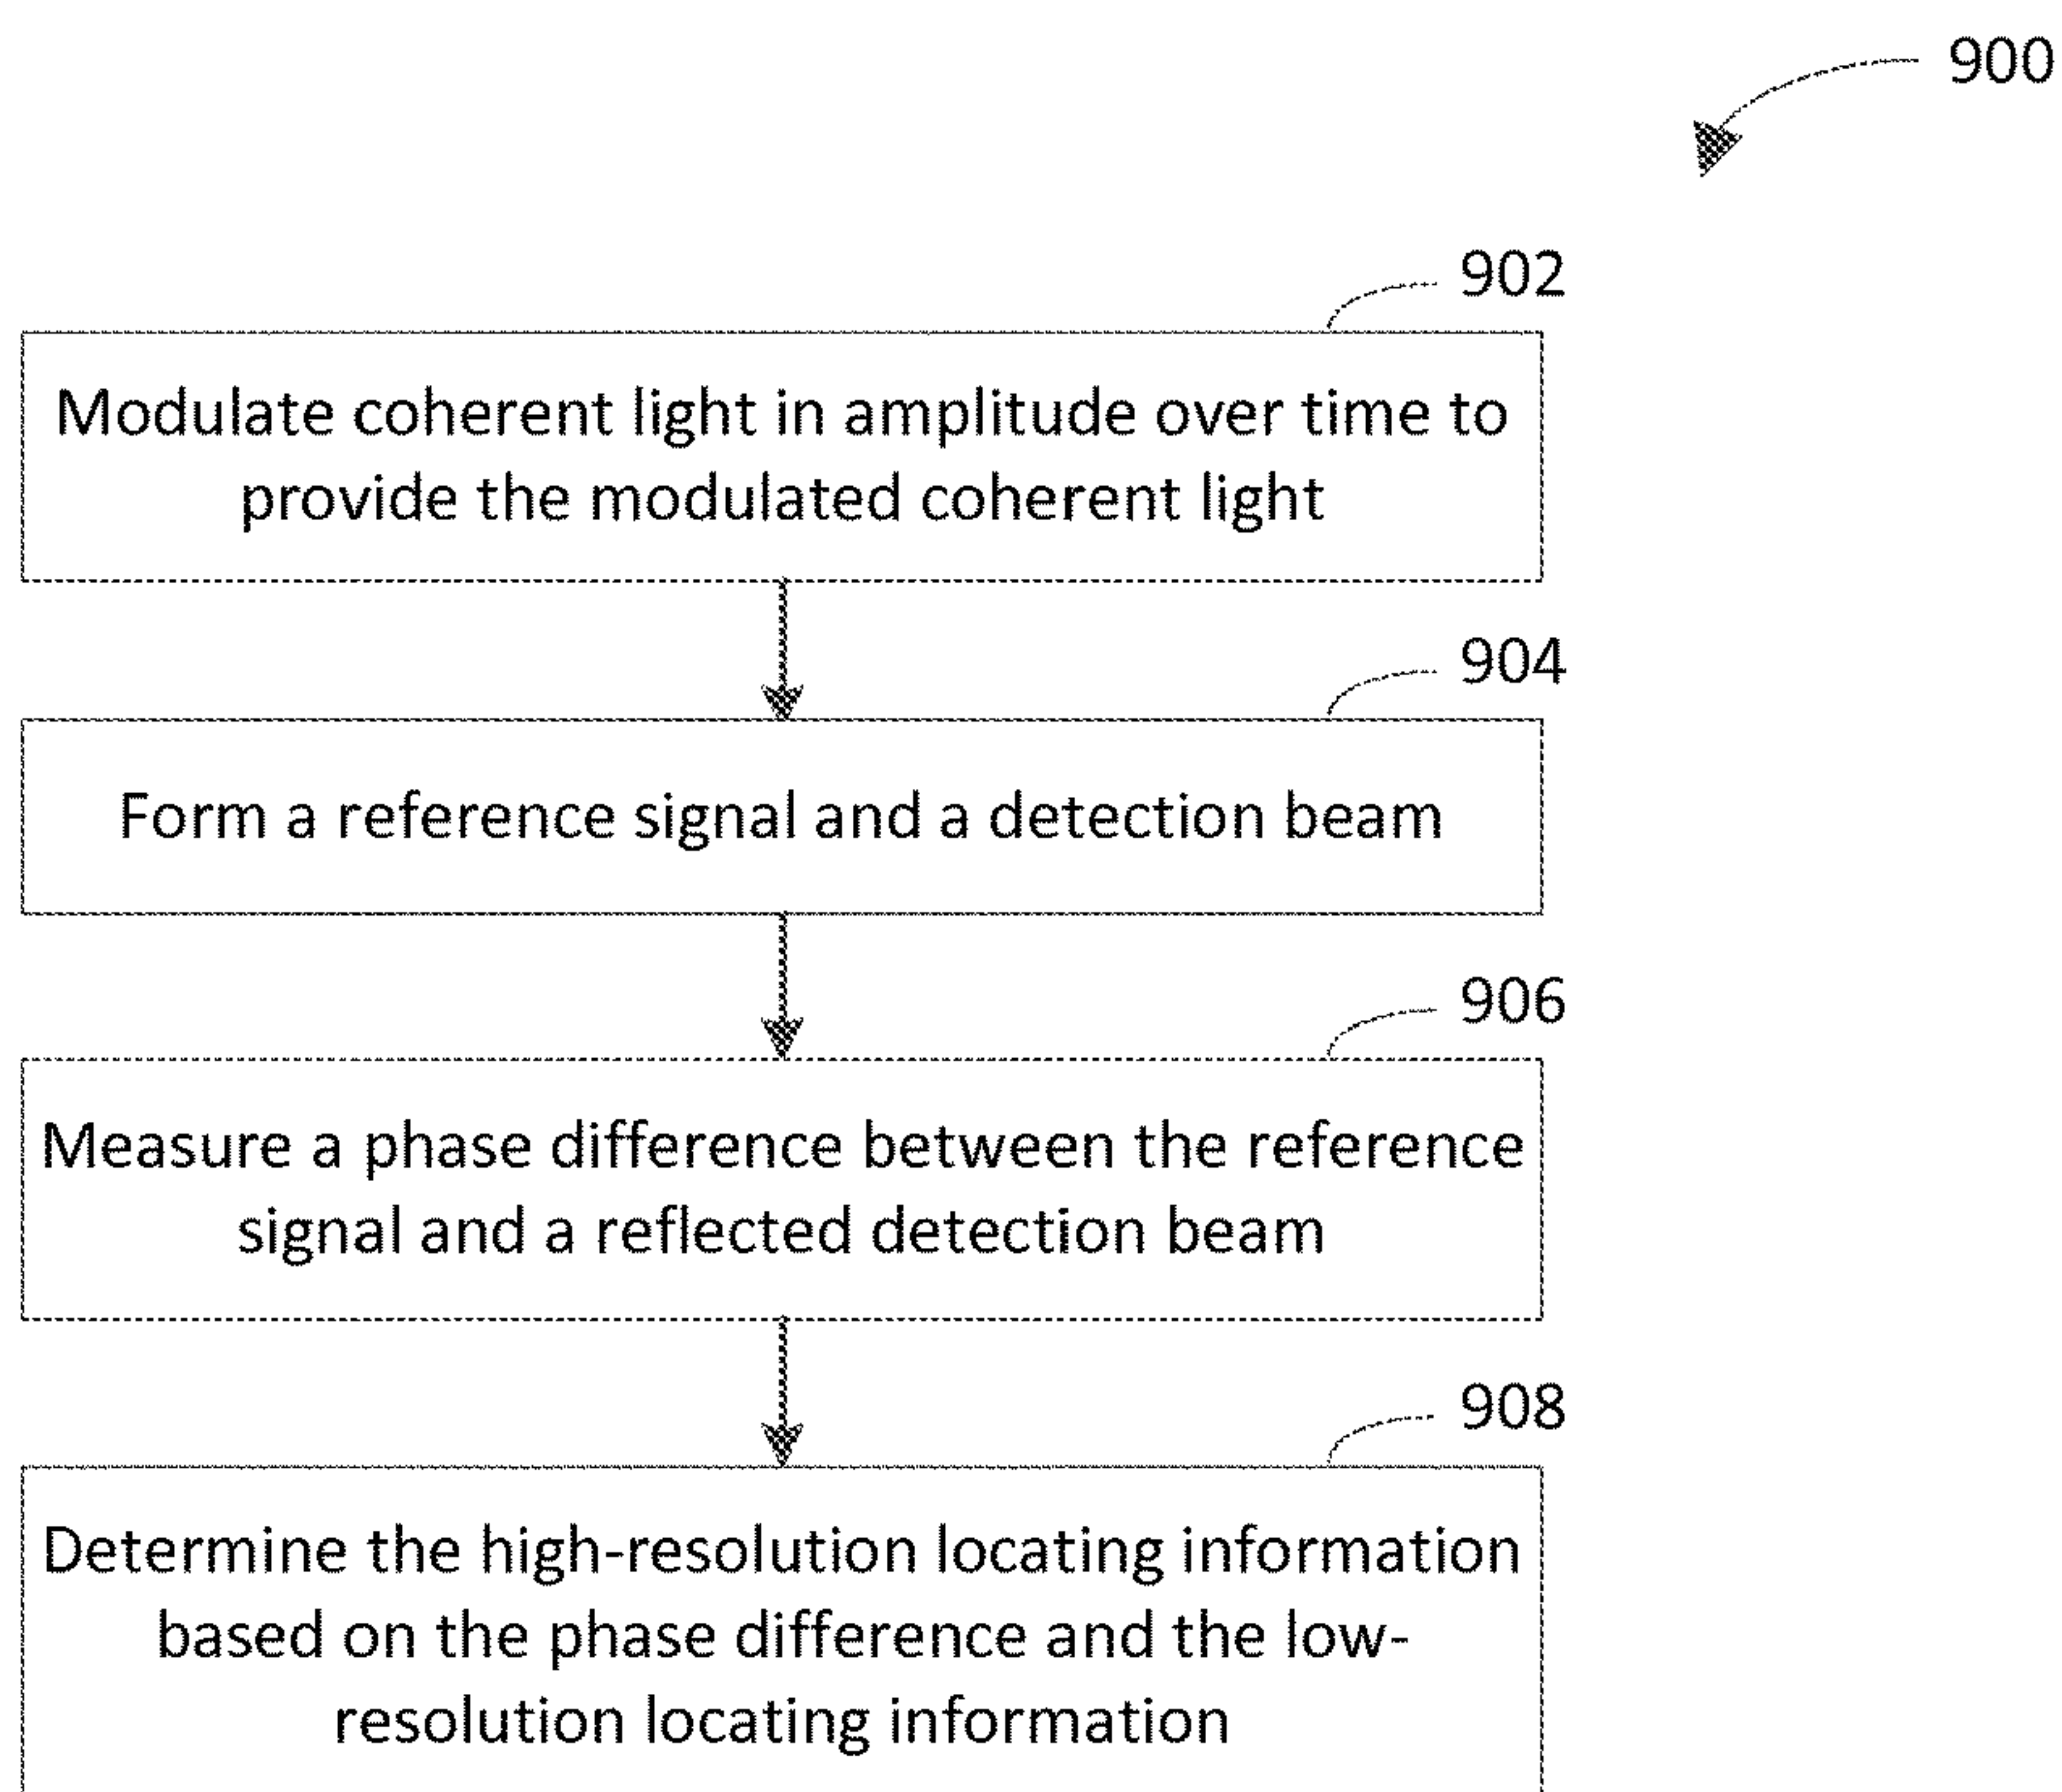 900
902
Modulate coherent light in amplitude over time to
provide the modulated coherent light
904
Form a reference signal and a detection beam
906
Measure a phase difference between the reference
signal and a reflected detection beam
908
Determine the high-resolution locating information
based on the phase difference and the low-
resolution locating information